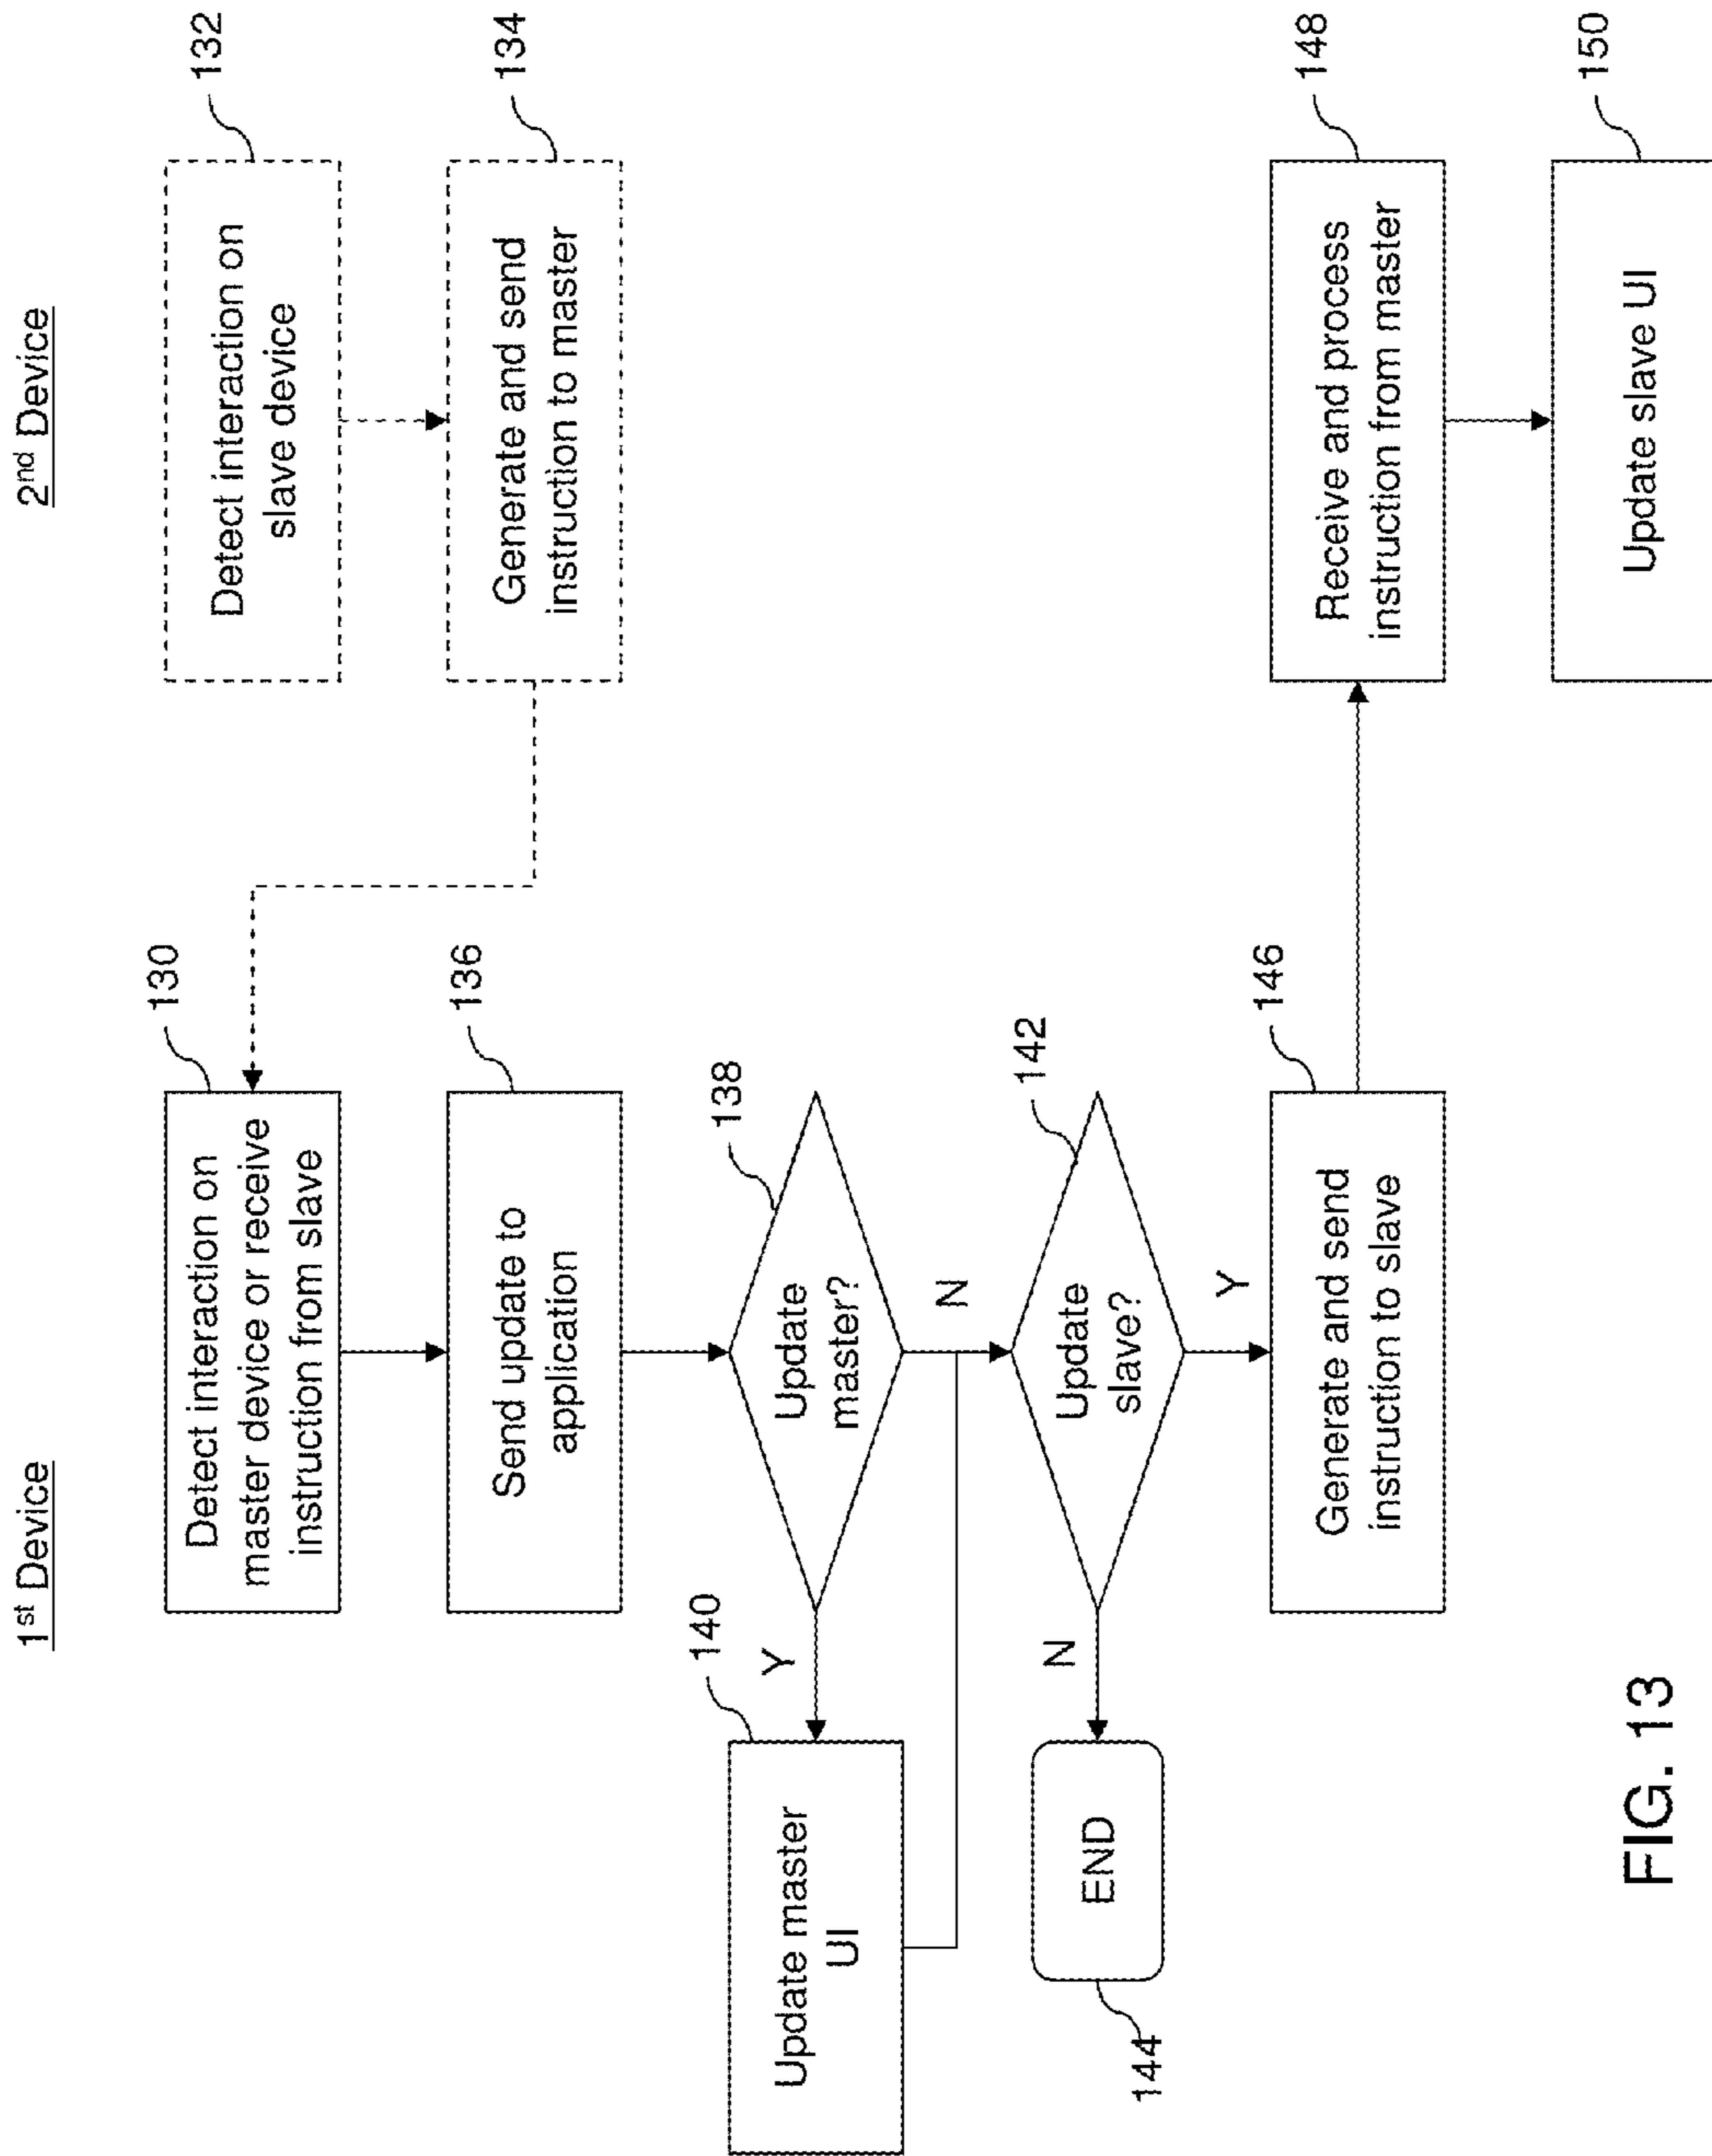 1st Device
2nd Device
130
Detect interaction on
master device or receive
instruction from slave
132
Detect interaction on
slave device
136
Send update to
application
134
Generate and send
instruction to master
138
Update
master?
Y
N
140
Update master
UI
142
Update
slave?
N
Y
END
144
146
Generate and send
instruction to slave
148
Receive and process
instruction from master
150
Update slave UI
FIG. 13